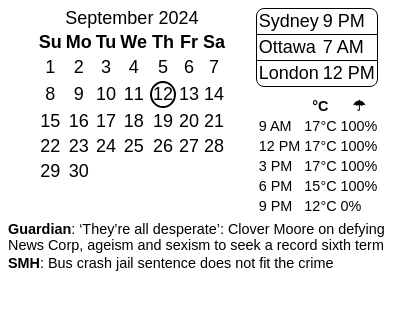 September 2024
Su Mo Tu We Th Fr Sa
1 2 3 4 5 6 7
8 9 10 11 12 13 14
15 16 17 18 19 20 21
22 23 24 25 26 27 28
29 30
Sydney 9 PM
Ottawa 7 AM
London 12 PM
°C ☂
9 AM 17°C 100%
12 PM 17°C 100%
3 PM 17°C 100%
6 PM 15°C 100%
9 PM 12°C 0%
Guardian: ‘They’re all desperate’: Clover Moore on defying
News Corp, ageism and sexism to seek a record sixth term
SMH: Bus crash jail sentence does not fit the crime